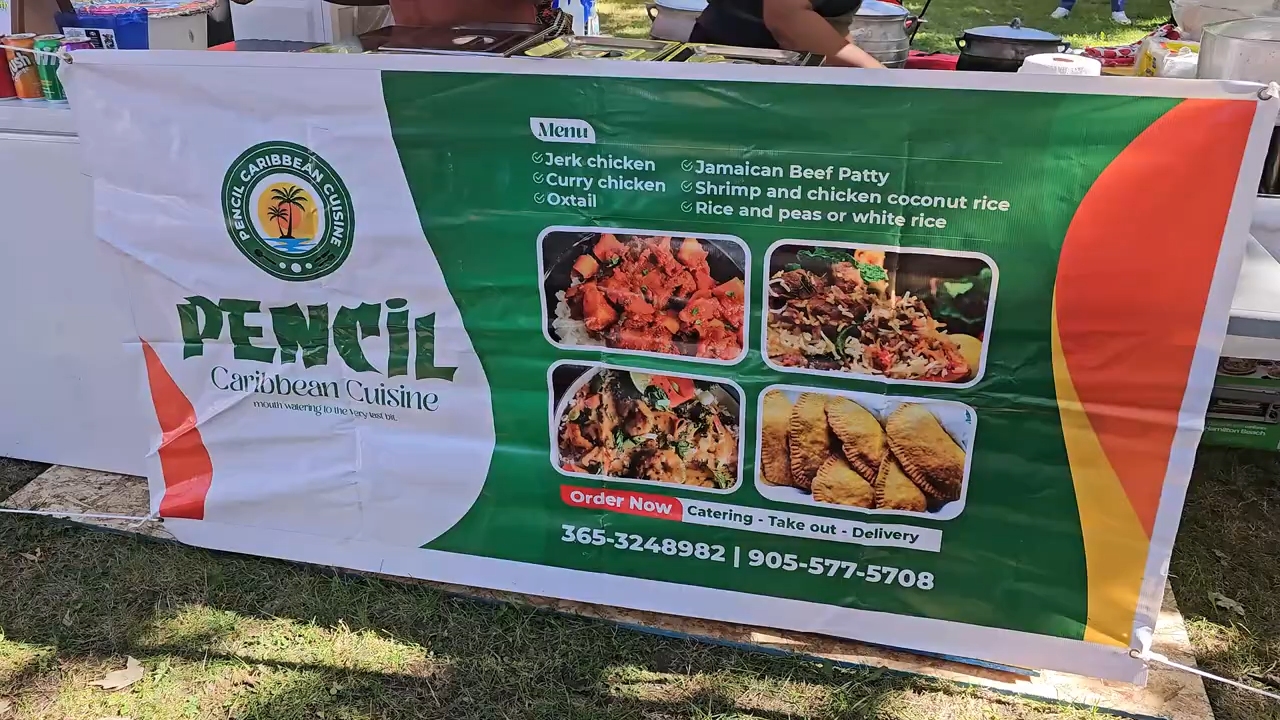 PENCIL CARIBBEAN CUISINE
PENCiL
Caribbean Cuisine
mouth watering to the very last bit.
Menu
Jerk chicken
Curry chicken
Oxtail
Jamaican Beef Patty
Shrimp and chicken coconut rice
Rice and peas or white rice
Order Now
Catering - Take out - Delivery
365-3248982 | 905-577-5708
Hamilton Beach